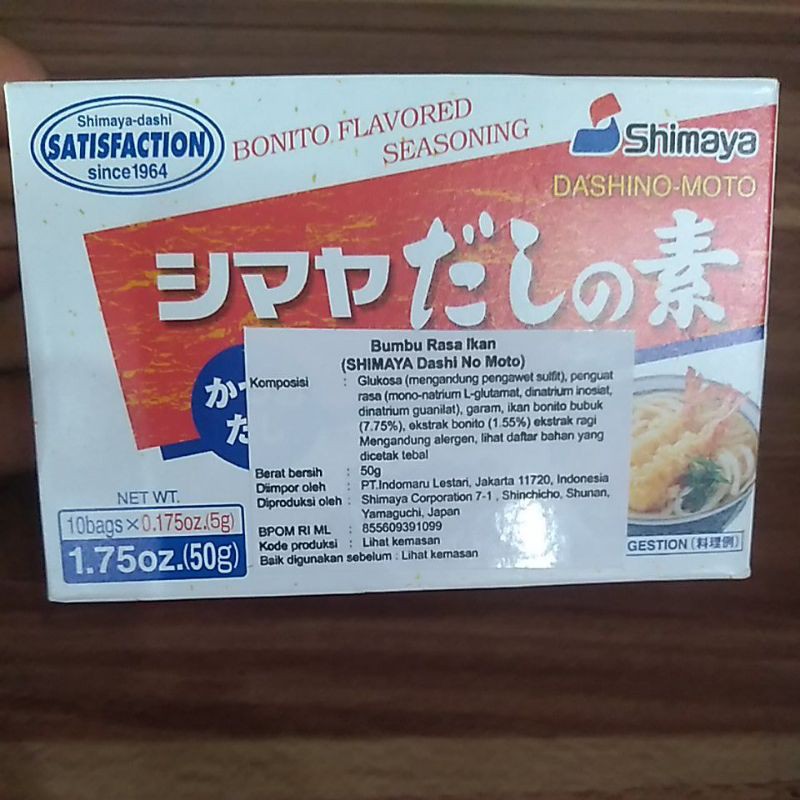 Shimaya-dashi
SATISFACTION
since1964
BONITO FLAVORED
SEASONING
Shimaya
DASHINO-MOTO
シマヤだしの素
Bumbu Rasa Ikan
(SHIMAYA Dashi No Moto)
Komposisi : Glukosa (mengandung pengawet sulfit), penguat
rasa (mono-natrium L-glutamat, dinatrium inosiat,
dinatrium guanilat), garam, ikan bonito bubuk
(7.75%), ekstrak bonito (1.55%) ekstrak ragi
Mengandung alergen, lihat daftar bahan yang
dicetak tebal
Berat bersih : 50g
Diimpor oleh : PT.Indomaru Lestari, Jakarta 11720, Indonesia
Diproduksi oleh : Shimaya Corporation 7-1 , Shinchicho, Shunan,
Yamaguchi, Japan
BPOM RI ML : 855609391099
Kode produksi : Lihat kemasan
Baik digunakan sebelum : Lihat kemasan
か
だ
NET WT.
10bags×0.175oz.(5g)
1.75oz.(50g)
GESTION (料理例)